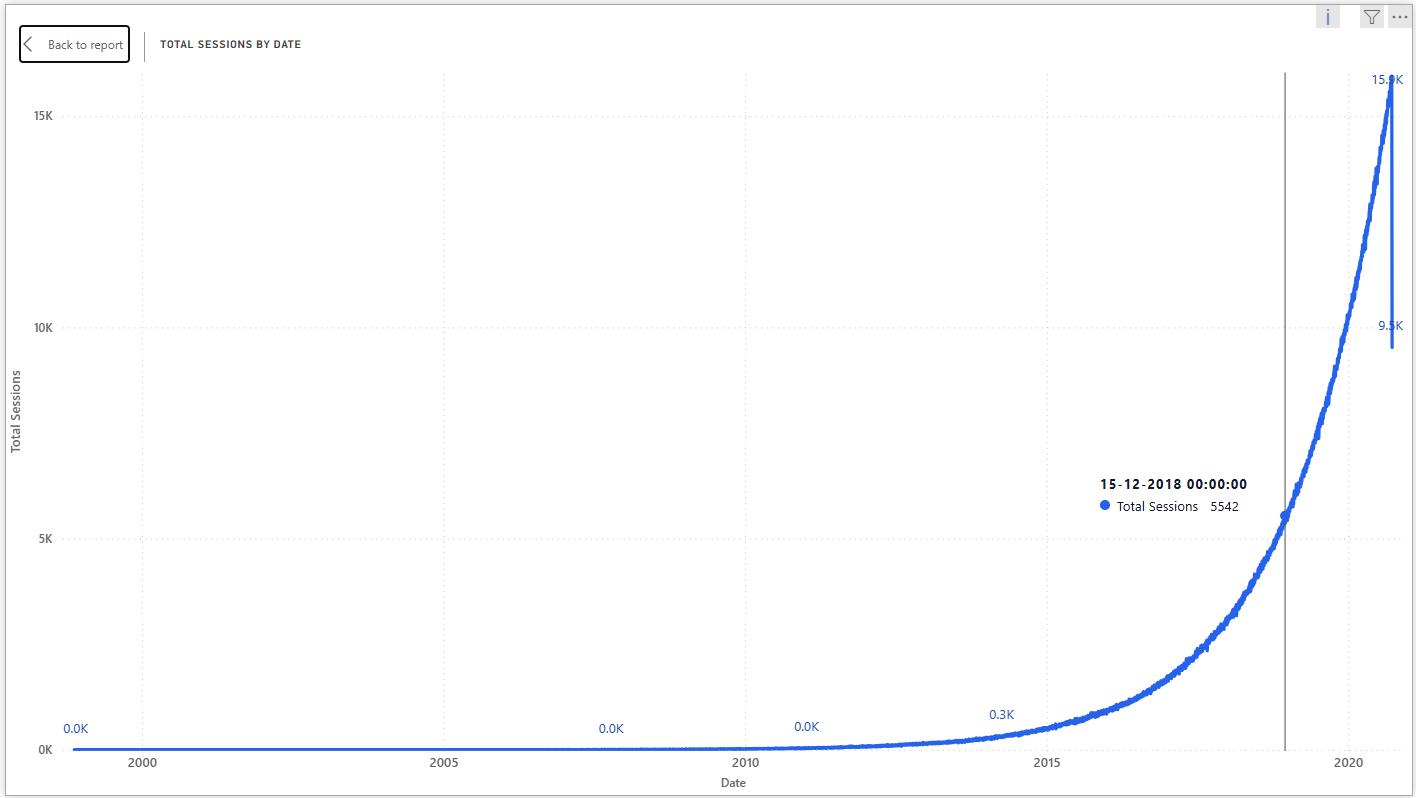 Back to report
TOTAL SESSIONS BY DATE
i
15.9K
15K
10K
9.5K
Total Sessions
15-12-2018 00:00:00
Total Sessions 5542
5K
0.0K
0.0K
0.0K
0.3K
0K
2000 2005 2010 2015 2020
Date